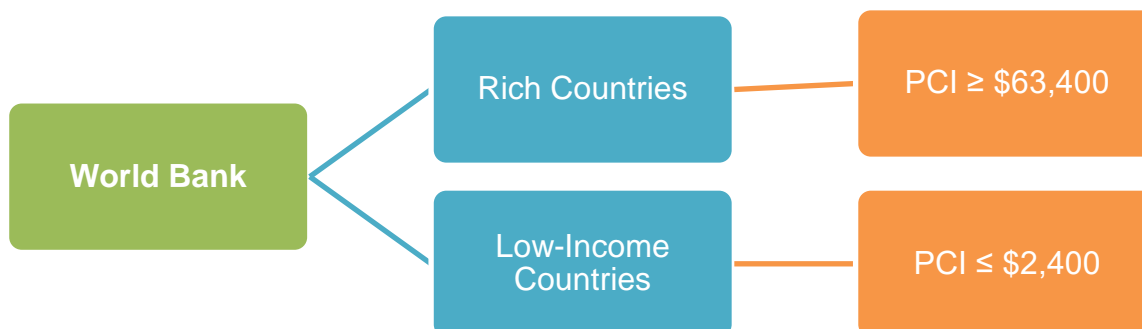 World Bank
Rich Countries
PCI ≥ $63,400
Low-Income
Countries
PCI ≤ $2,400